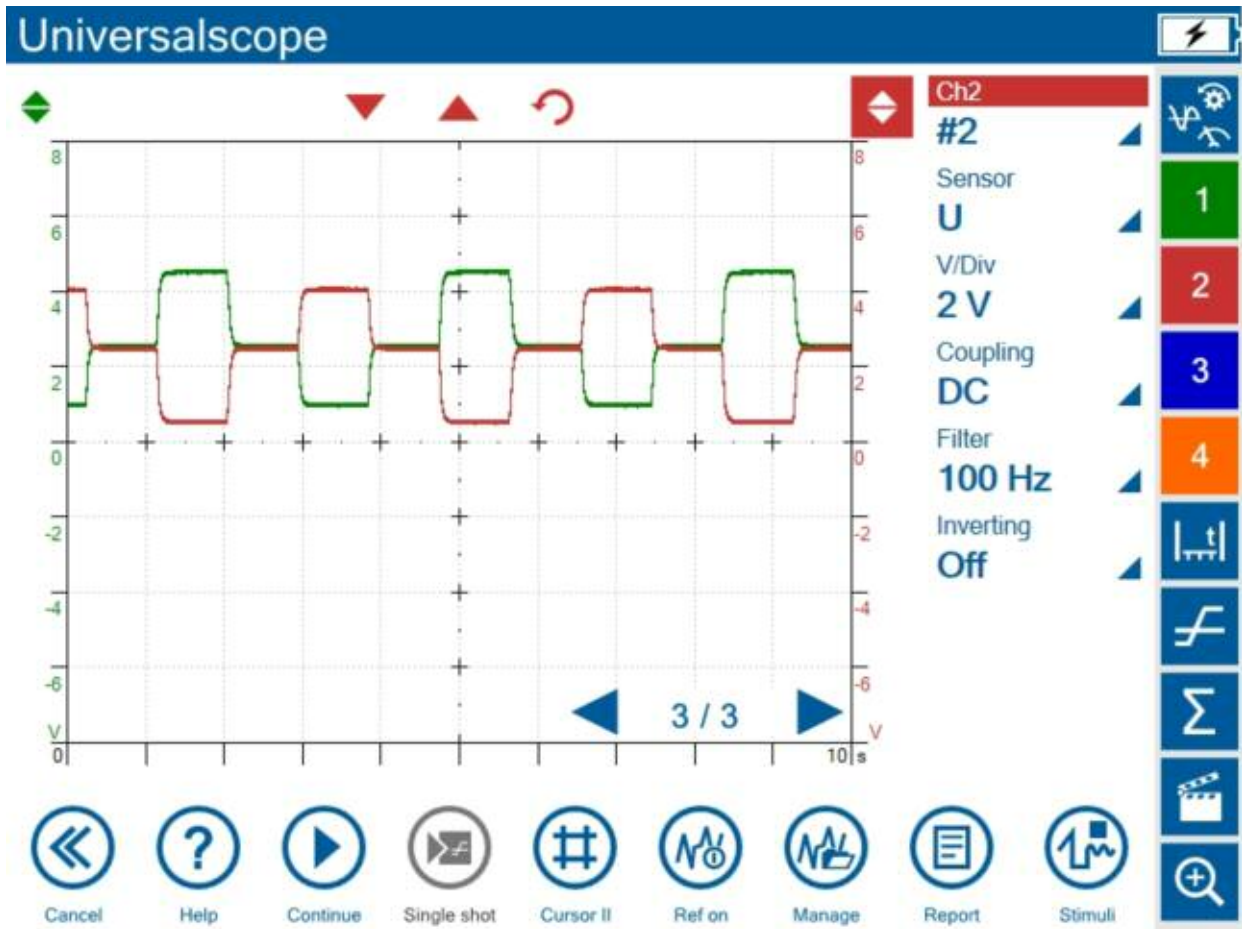 Universalscope
Ch2
#2
Sensor
U
V/Div
2 V
Coupling
DC
Filter
100 Hz
Inverting
Off
1
2
3
4
t
Σ
8 8
6 6
4 4
2 2
0 0
-2 -2
-4 -4
-6 -6
3 / 3
V V
0 10 s
?
Cancel Help Continue Single shot Cursor II Ref on Manage Report Stimuli